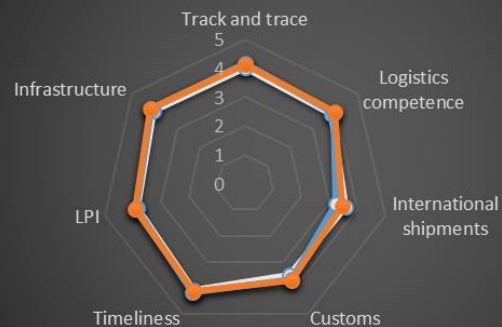 Track and trace
5
4
3
2
1
0
Logistics
competence
International
shipments
Customs
Timeliness
LPI
Infrastructure